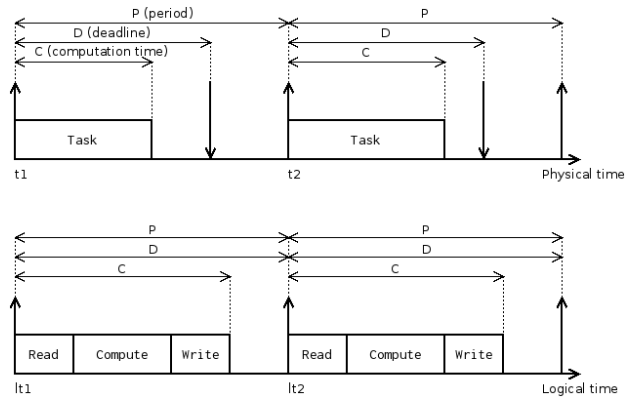 P (period) P
D (deadline) D
C (computation time) C
Task Task
t1 t2 Physical time
P P
D D
C C
Read Compute Write Read Compute Write
lt1 lt2 Logical time